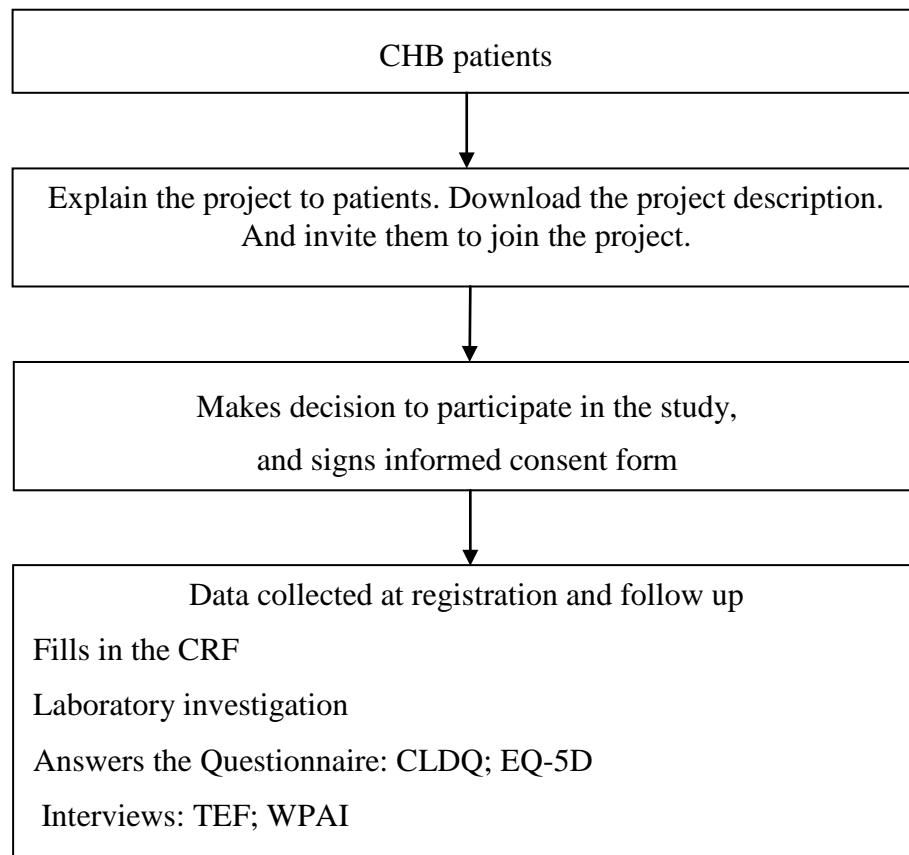 CHB patients
Explain the project to patients. Download the project description.
And invite them to join the project.
Makes decision to participate in the study,
and signs informed consent form
Data collected at registration and follow up
Fills in the CRF
Laboratory investigation
Answers the Questionnaire: CLDQ; EQ-5D
Interviews: TEF; WPAI